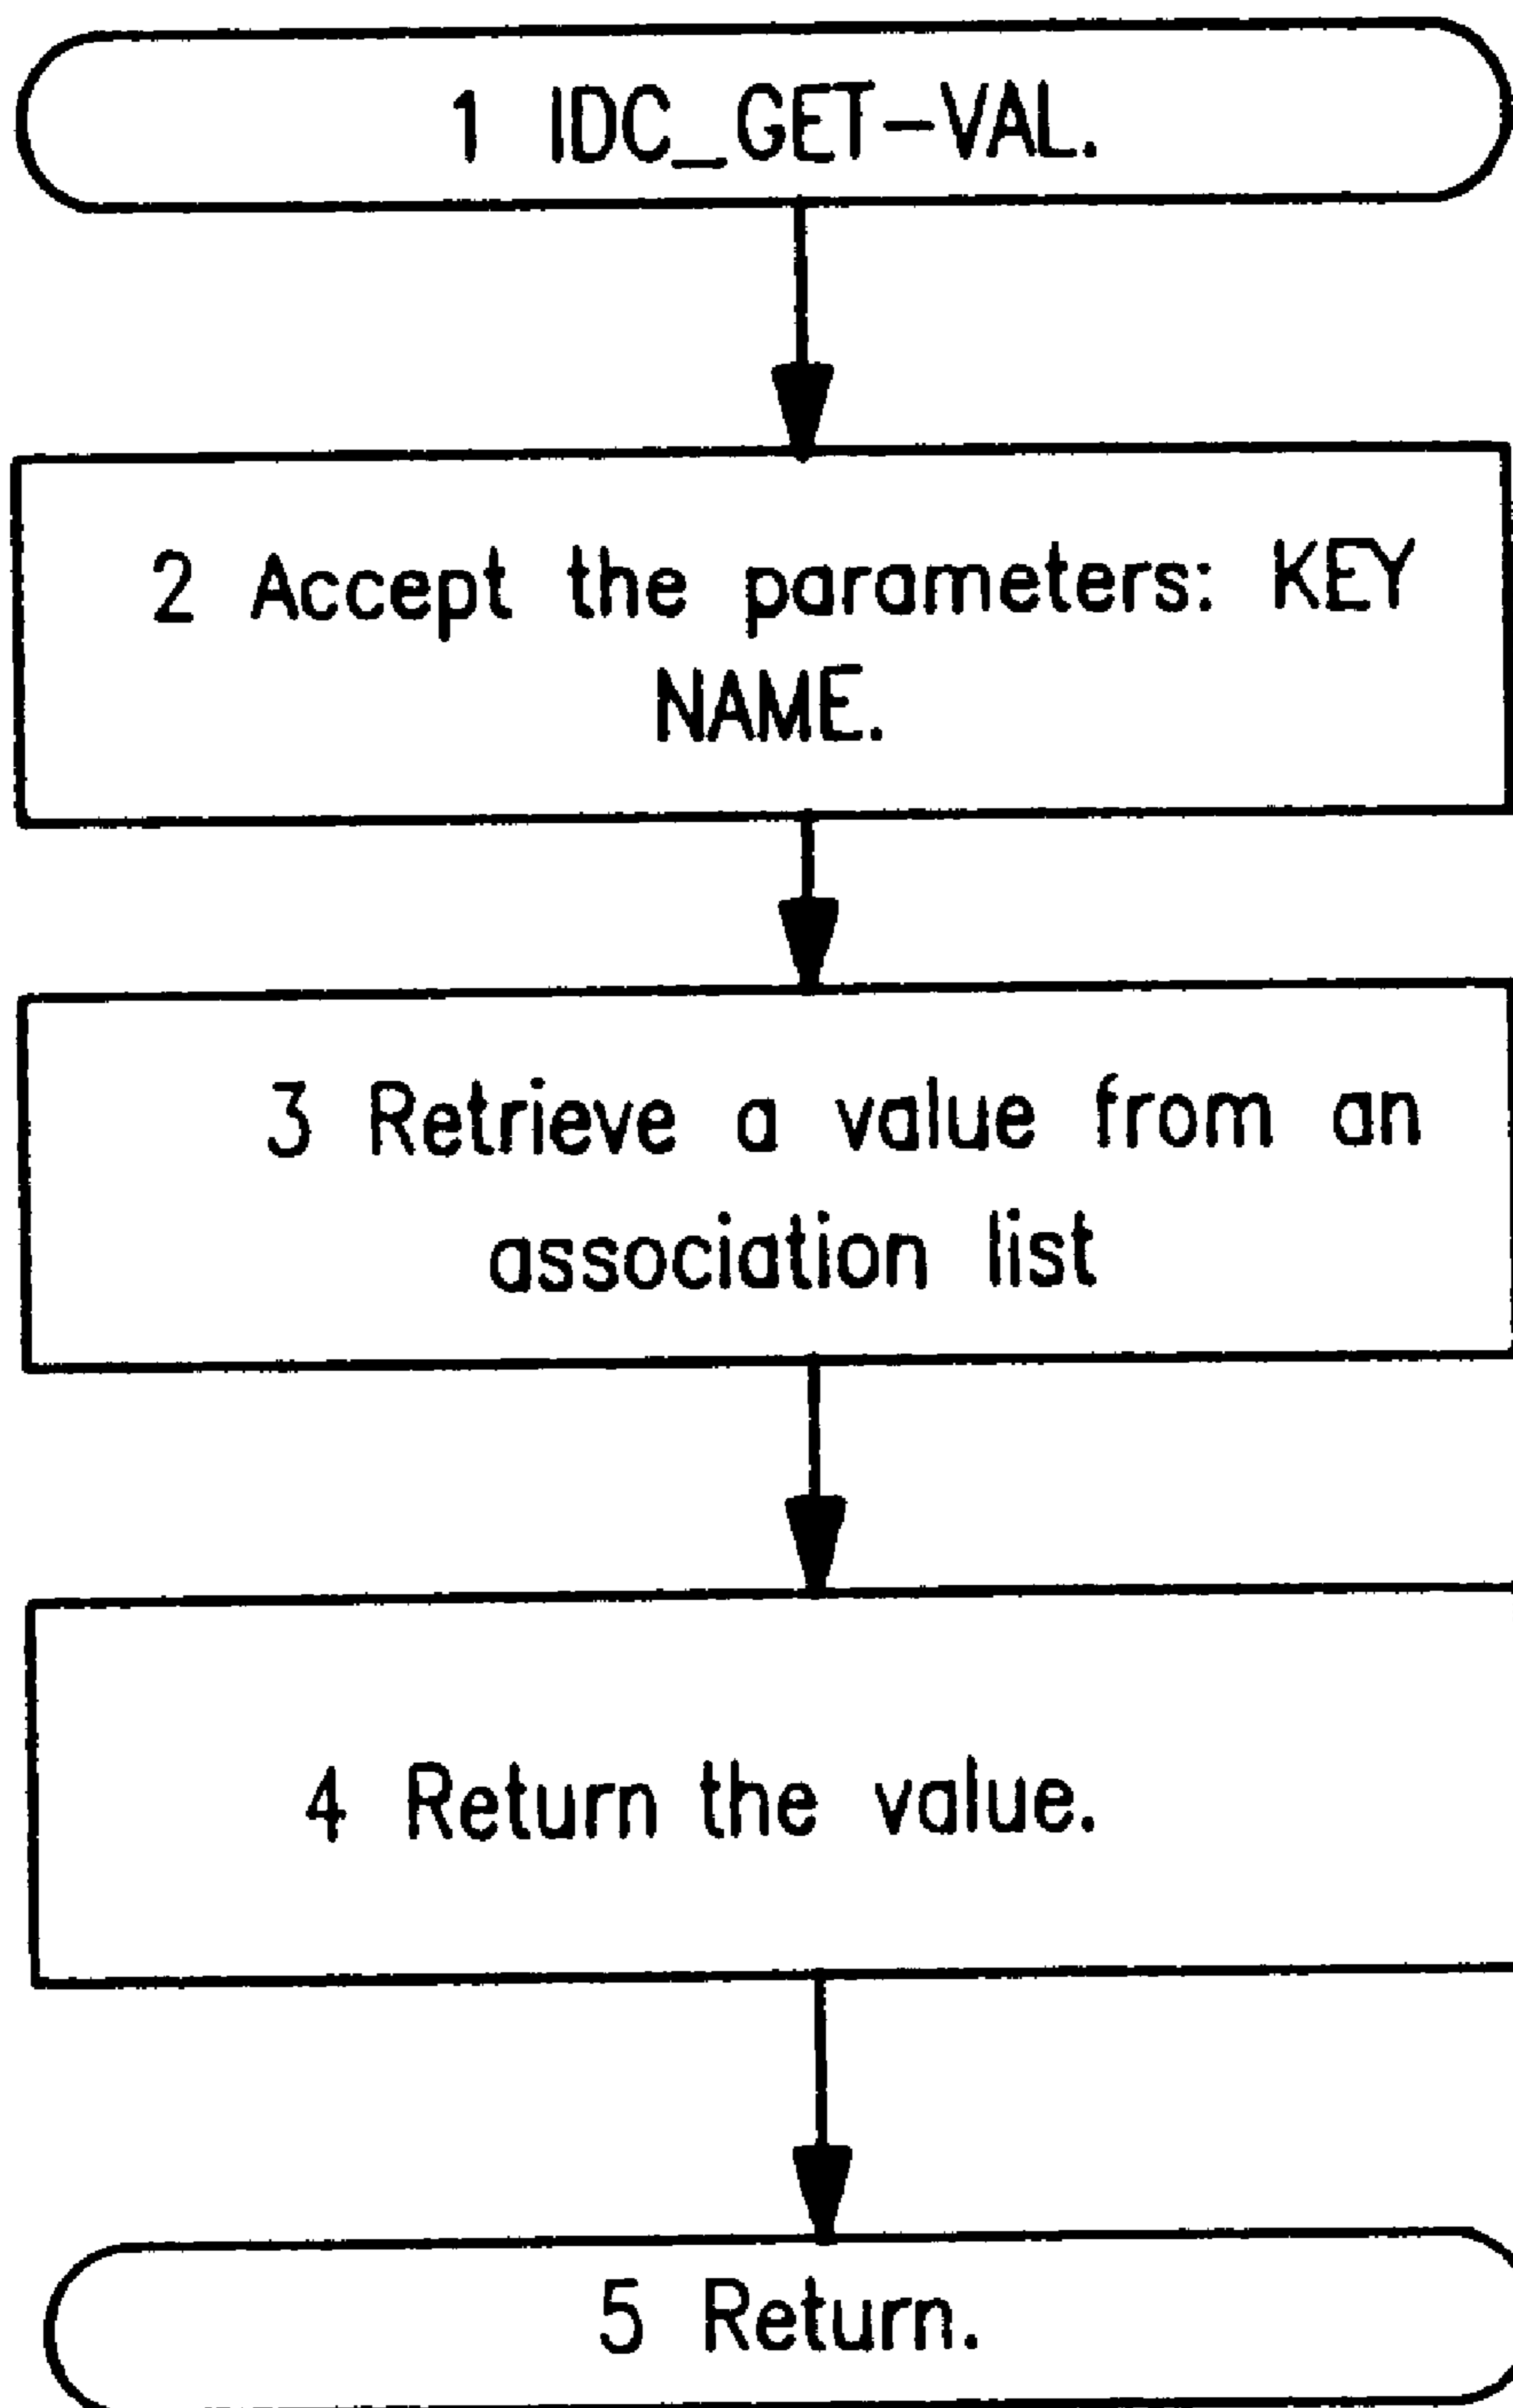 1 IDC_GET-VAL.
2 Accept the parameters: KEY
NAME.
3 Retrieve a value from an
association list
4 Return the value.
5 Return.